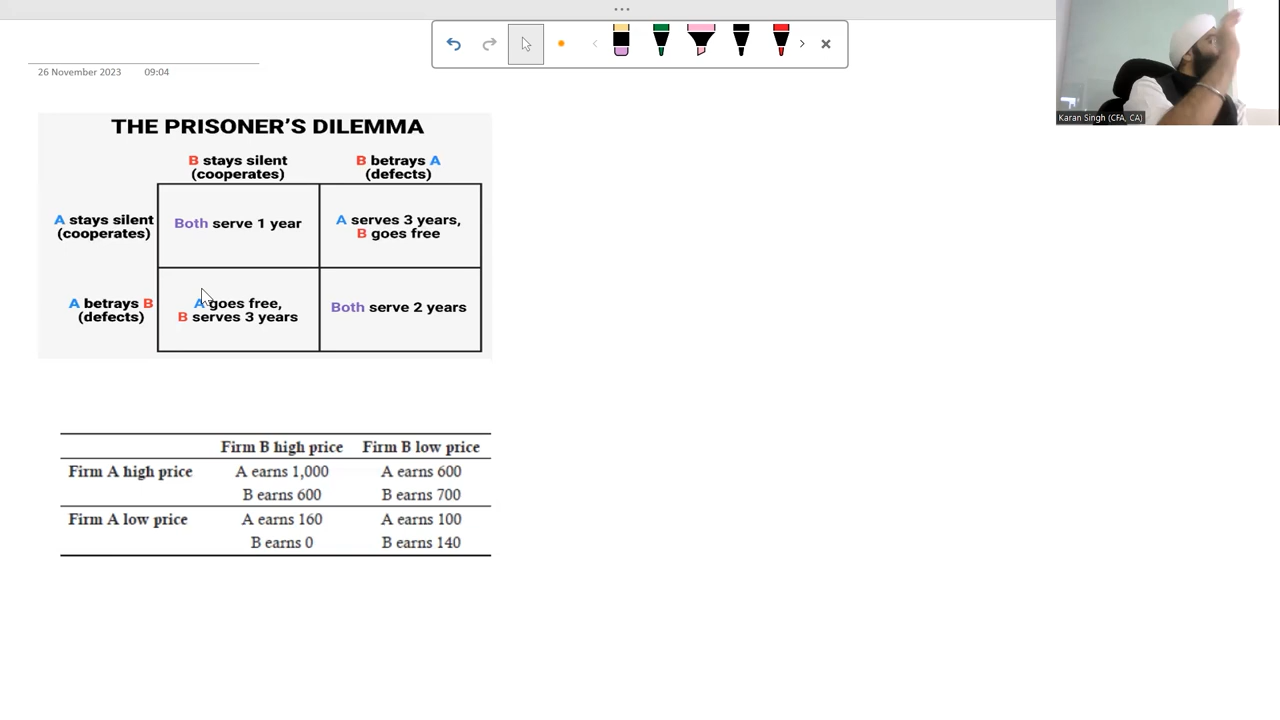 26 November 2023 09:04
Karan Singh (CFA, CA)
THE PRISONER'S DILEMMA
B stays silent
(cooperates)
B betrays A
(defects)
A stays silent
(cooperates)
Both serve 1 year
A serves 3 years,
B goes free
A betrays B
(defects)
A goes free,
B serves 3 years
Both serve 2 years
Firm B high price Firm B low price
Firm A high price A earns 1,000 A earns 600
B earns 600 B earns 700
Firm A low price A earns 160 A earns 100
B earns 0 B earns 140